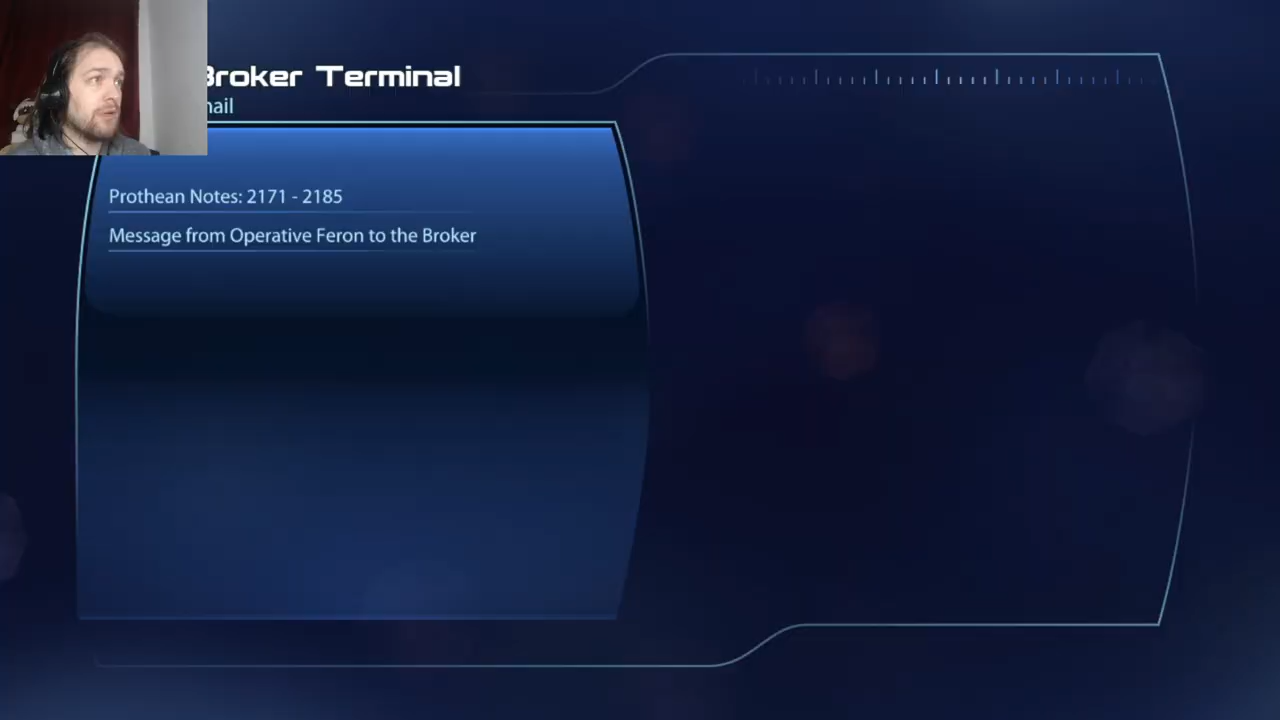 Broker Terminal
ail
Prothean Notes: 2171 - 2185
Message from Operative Feron to the Broker